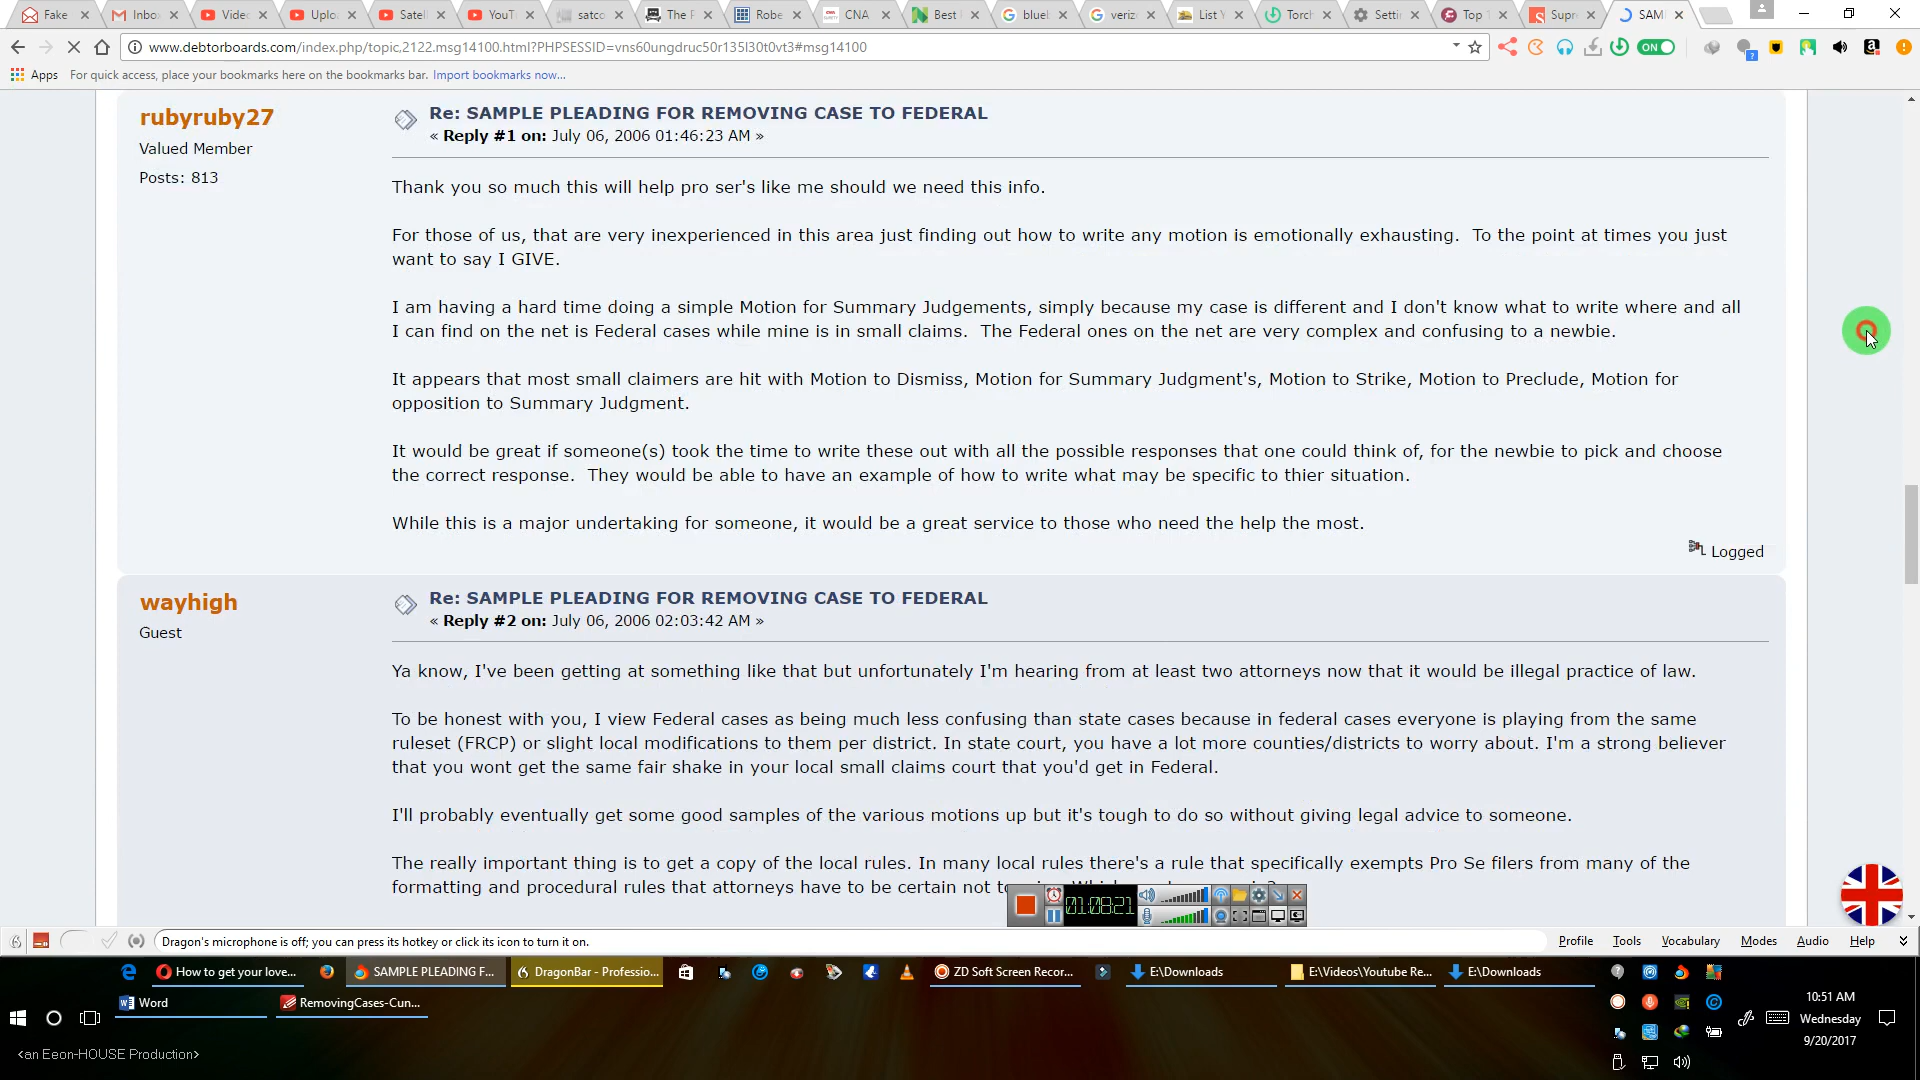 Fake
Inbo
Video
Uplo
Satell
YouT
satco
The P
Robe
CNA
Best
blueb
verizo
List Y
Torch
Settin
Top 1
Supre
SAM
www.debtorboards.com/index.php/topic,2122.msg14100.html?PHPSESSID=vns60ungdruc50r135l30t0vt3#msg14100
ON
Apps For quick access, place your bookmarks here on the bookmarks bar. Import bookmarks now...
rubyruby27
Valued Member
Posts: 813
Re: SAMPLE PLEADING FOR REMOVING CASE TO FEDERAL
« Reply #1 on: July 06, 2006 01:46:23 AM »
Thank you so much this will help pro ser's like me should we need this info.
For those of us, that are very inexperienced in this area just finding out how to write any motion is emotionally exhausting. To the point at times you just
want to say I GIVE.
I am having a hard time doing a simple Motion for Summary Judgements, simply because my case is different and I don't know what to write where and all
I can find on the net is Federal cases while mine is in small claims. The Federal ones on the net are very complex and confusing to a newbie.
It appears that most small claimers are hit with Motion to Dismiss, Motion for Summary Judgment's, Motion to Strike, Motion to Preclude, Motion for
opposition to Summary Judgment.
It would be great if someone(s) took the time to write these out with all the possible responses that one could think of, for the newbie to pick and choose
the correct response. They would be able to have an example of how to write what may be specific to thier situation.
While this is a major undertaking for someone, it would be a great service to those who need the help the most.
Logged
wayhigh
Guest
Re: SAMPLE PLEADING FOR REMOVING CASE TO FEDERAL
« Reply #2 on: July 06, 2006 02:03:42 AM »
Ya know, I've been getting at something like that but unfortunately I'm hearing from at least two attorneys now that it would be illegal practice of law.
To be honest with you, I view Federal cases as being much less confusing than state cases because in federal cases everyone is playing from the same
ruleset (FRCP) or slight local modifications to them per district. In state court, you have a lot more counties/districts to worry about. I'm a strong believer
that you wont get the same fair shake in your local small claims court that you'd get in Federal.
I'll probably eventually get some good samples of the various motions up but it's tough to do so without giving legal advice to someone.
The really important thing is to get a copy of the local rules. In many local rules there's a rule that specifically exempts Pro Se filers from many of the
formatting and procedural rules that attorneys have to be certain not to
01:08:21
Dragon's microphone is off; you can press its hotkey or click its icon to turn it on.
Profile Tools Vocabulary Modes Audio Help
How to get your love...
SAMPLE PLEADING F...
DragonBar - Professio...
ZD Soft Screen Recor...
E:\Downloads
E:\Videos\Youtube Re...
E:\Downloads
Word
RemovingCases-Cun...
10:51 AM
Wednesday
9/20/2017
<an Eeon-HOUSE Production>